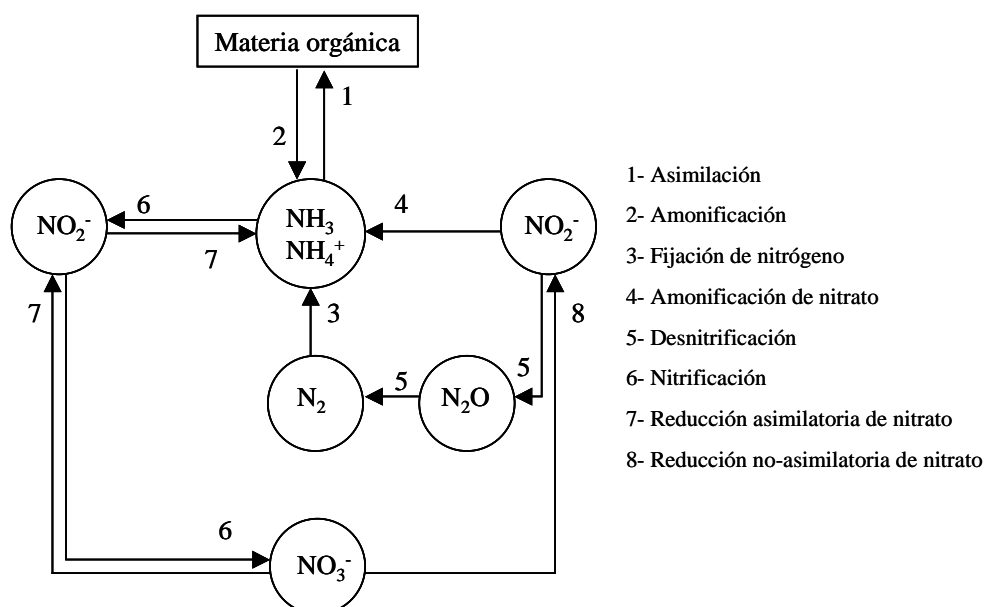 Materia orgánica
1
2
NO₂⁻
6
7
NH₃
NH₄⁺
4
NO₂⁻
7
3
8
N₂
5
N₂O
5
6
NO₃⁻
1- Asimilación
2- Amonificación
3- Fijación de nitrógeno
4- Amonificación de nitrato
5- Desnitrificación
6- Nitrificación
7- Reducción asimilatoria de nitrato
8- Reducción no-asimilatoria de nitrato